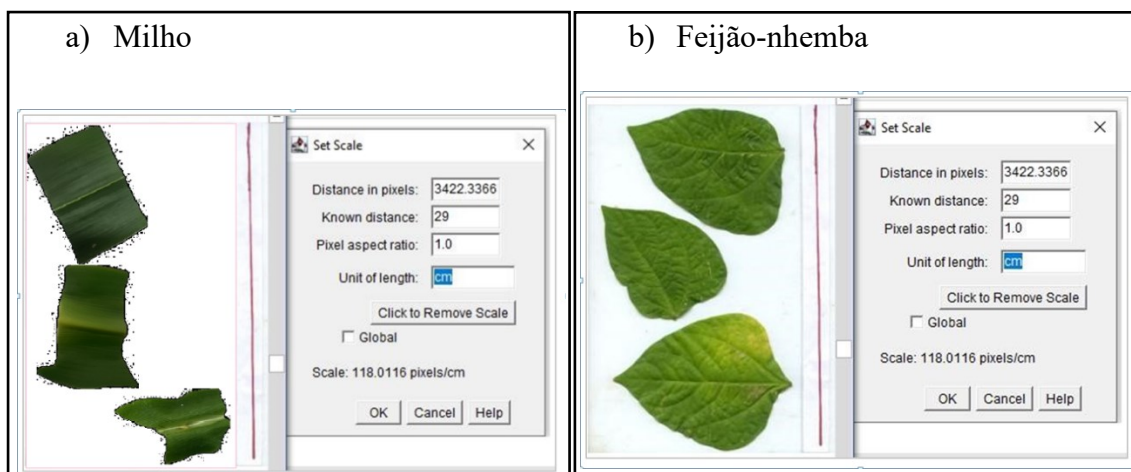 a) Milho
Set Scale
Distance in pixels: 3422.3366
Known distance: 29
Pixel aspect ratio: 1.0
Unit of length: cm
Click to Remove Scale
Global
Scale: 118.0116 pixels/cm
OK Cancel Help
b) Feijão-nhemba
Set Scale
Distance in pixels: 3422.3366
Known distance: 29
Pixel aspect ratio: 1.0
Unit of length: cm
Click to Remove Scale
Global
Scale: 118.0116 pixels/cm
OK Cancel Help